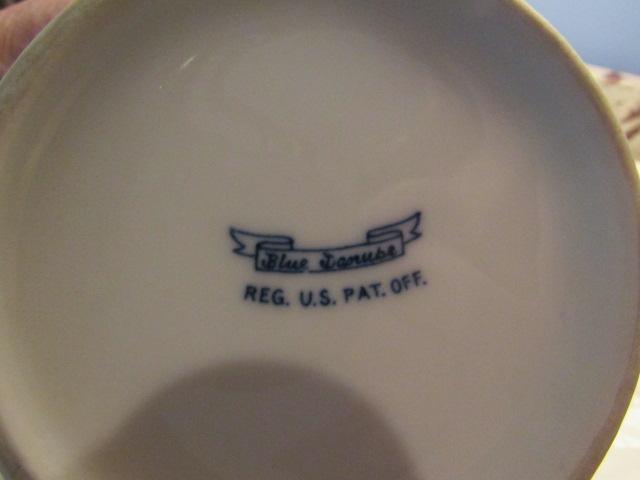 Blue Danube
REG. U.S. PAT. OFF.